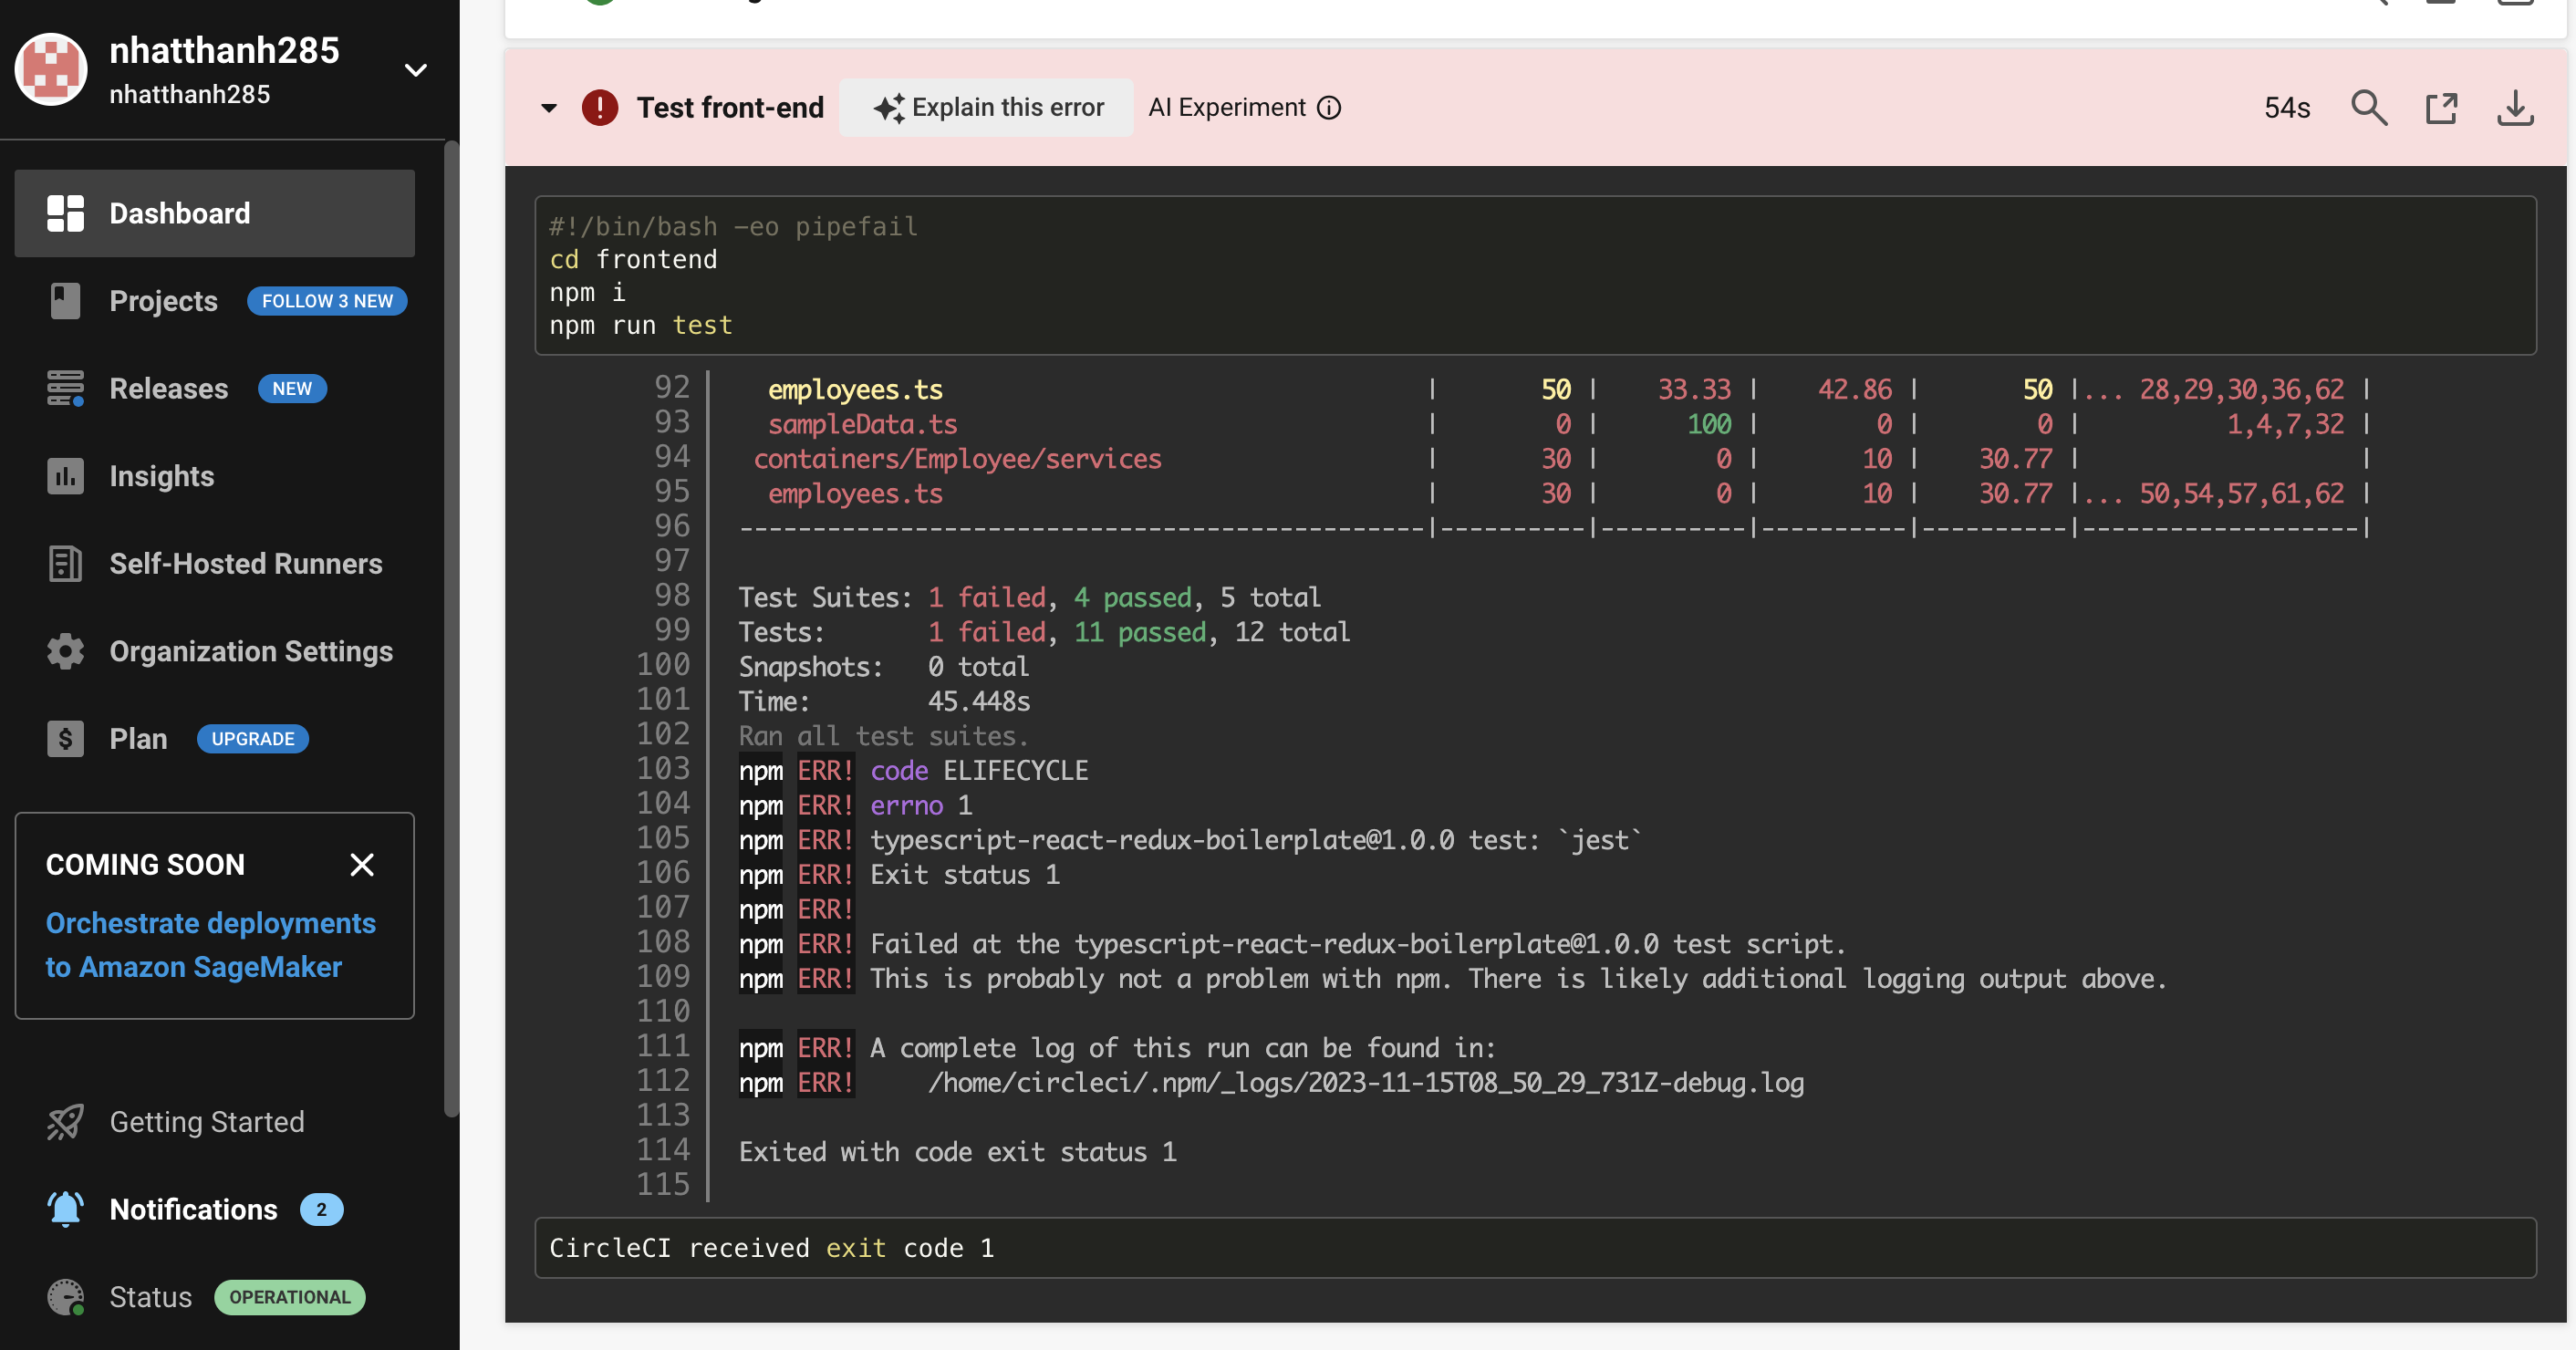 nhatthanh285
nhatthanh285
Dashboard
Projects FOLLOW 3 NEW
Releases NEW
Insights
Self-Hosted Runners
Organization Settings
Plan UPGRADE
COMING SOON
Orchestrate deployments
to Amazon SageMaker
Getting Started
Notifications 2
Status OPERATIONAL
Test front-end Explain this error AI Experiment 54s
#!/bin/bash -eo pipefail
cd frontend
npm i
npm run test
92 employees.ts | 50 | 33.33 | 42.86 | 50 |... 28,29,30,36,62 |
93 sampleData.ts | 0 | 100 | 0 | 0 | 1,4,7,32 |
94 containers/Employee/services | 30 | 0 | 10 | 30.77 | |
95 employees.ts | 30 | 0 | 10 | 30.77 |... 50,54,57,61,62 |
96 -----------------------------------------------|----------|----------|----------|----------|-------------------|
97
98 Test Suites: 1 failed, 4 passed, 5 total
99 Tests: 1 failed, 11 passed, 12 total
100 Snapshots: 0 total
101 Time: 45.448s
102 Ran all test suites.
103 npm ERR! code ELIFECYCLE
104 npm ERR! errno 1
105 npm ERR! typescript-react-redux-boilerplate@1.0.0 test: `jest`
106 npm ERR! Exit status 1
107 npm ERR!
108 npm ERR! Failed at the typescript-react-redux-boilerplate@1.0.0 test script.
109 npm ERR! This is probably not a problem with npm. There is likely additional logging output above.
110
111 npm ERR! A complete log of this run can be found in:
112 npm ERR! /home/circleci/.npm/_logs/2023-11-15T08_50_29_731Z-debug.log
113
114 Exited with code exit status 1
115
CircleCI received exit code 1